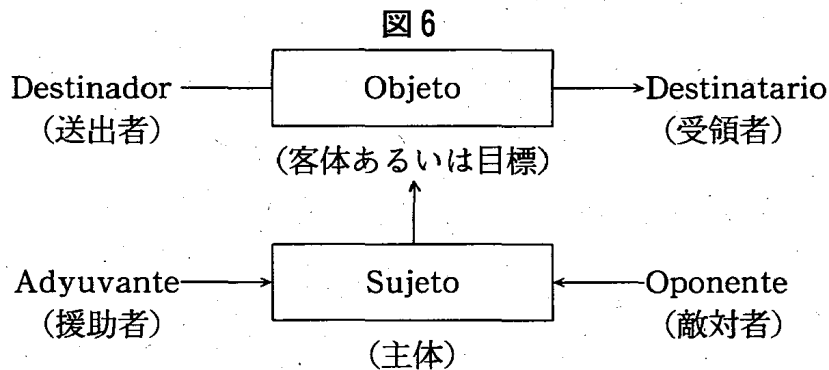 図6
Destinador Objeto Destinatario
(送出者) (受領者)
(客体あるいは目標)
Adyuvante Sujeto Oponente
(援助者) (敵対者)
(主体)